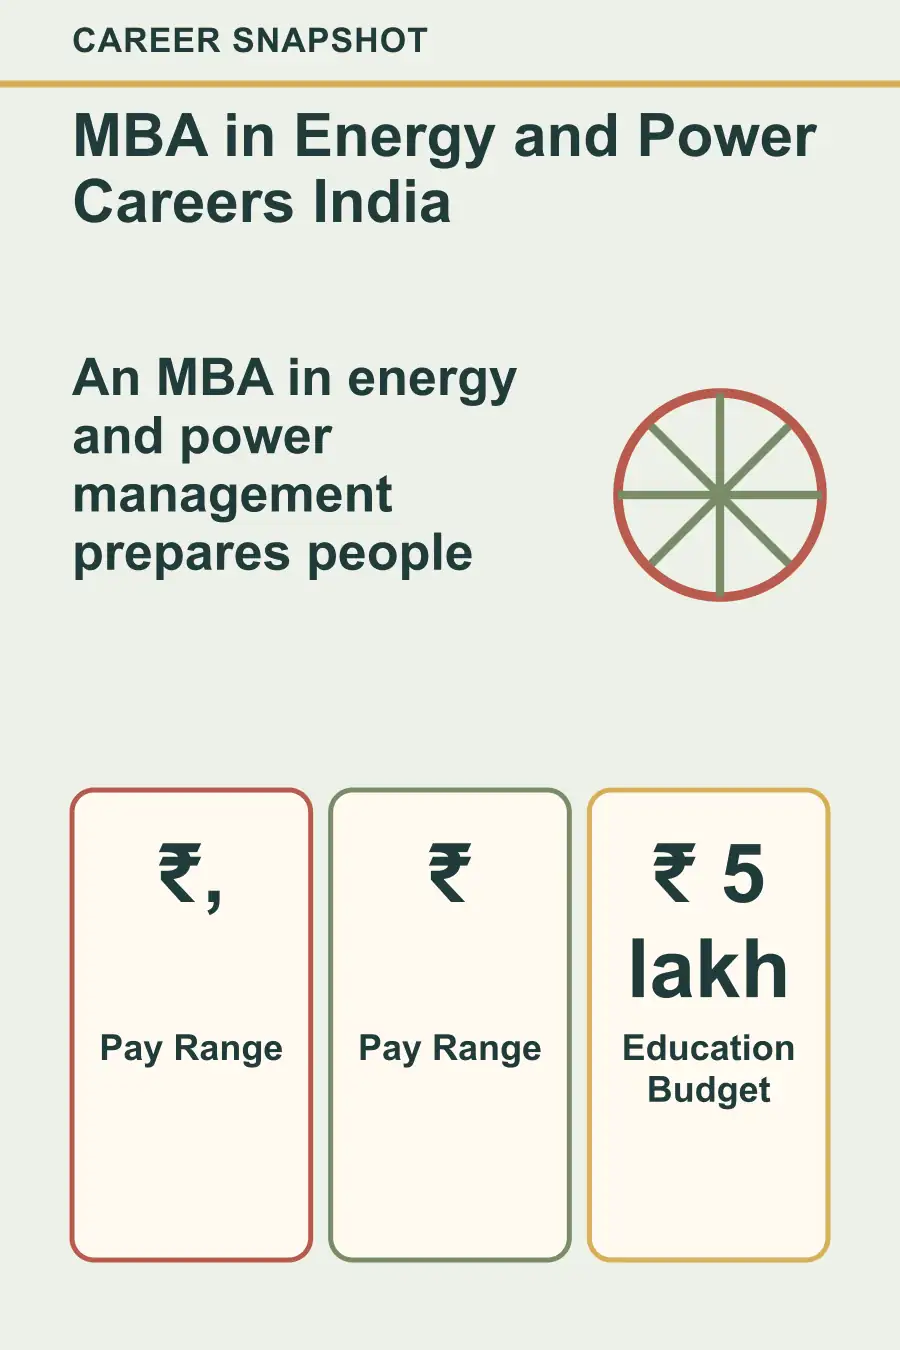 CAREER SNAPSHOT
MBA in Energy and Power
Careers India
An MBA in energy
and power
management
prepares people
₹,
Pay Range
₹
Pay Range
₹ 5
lakh
Education
Budget